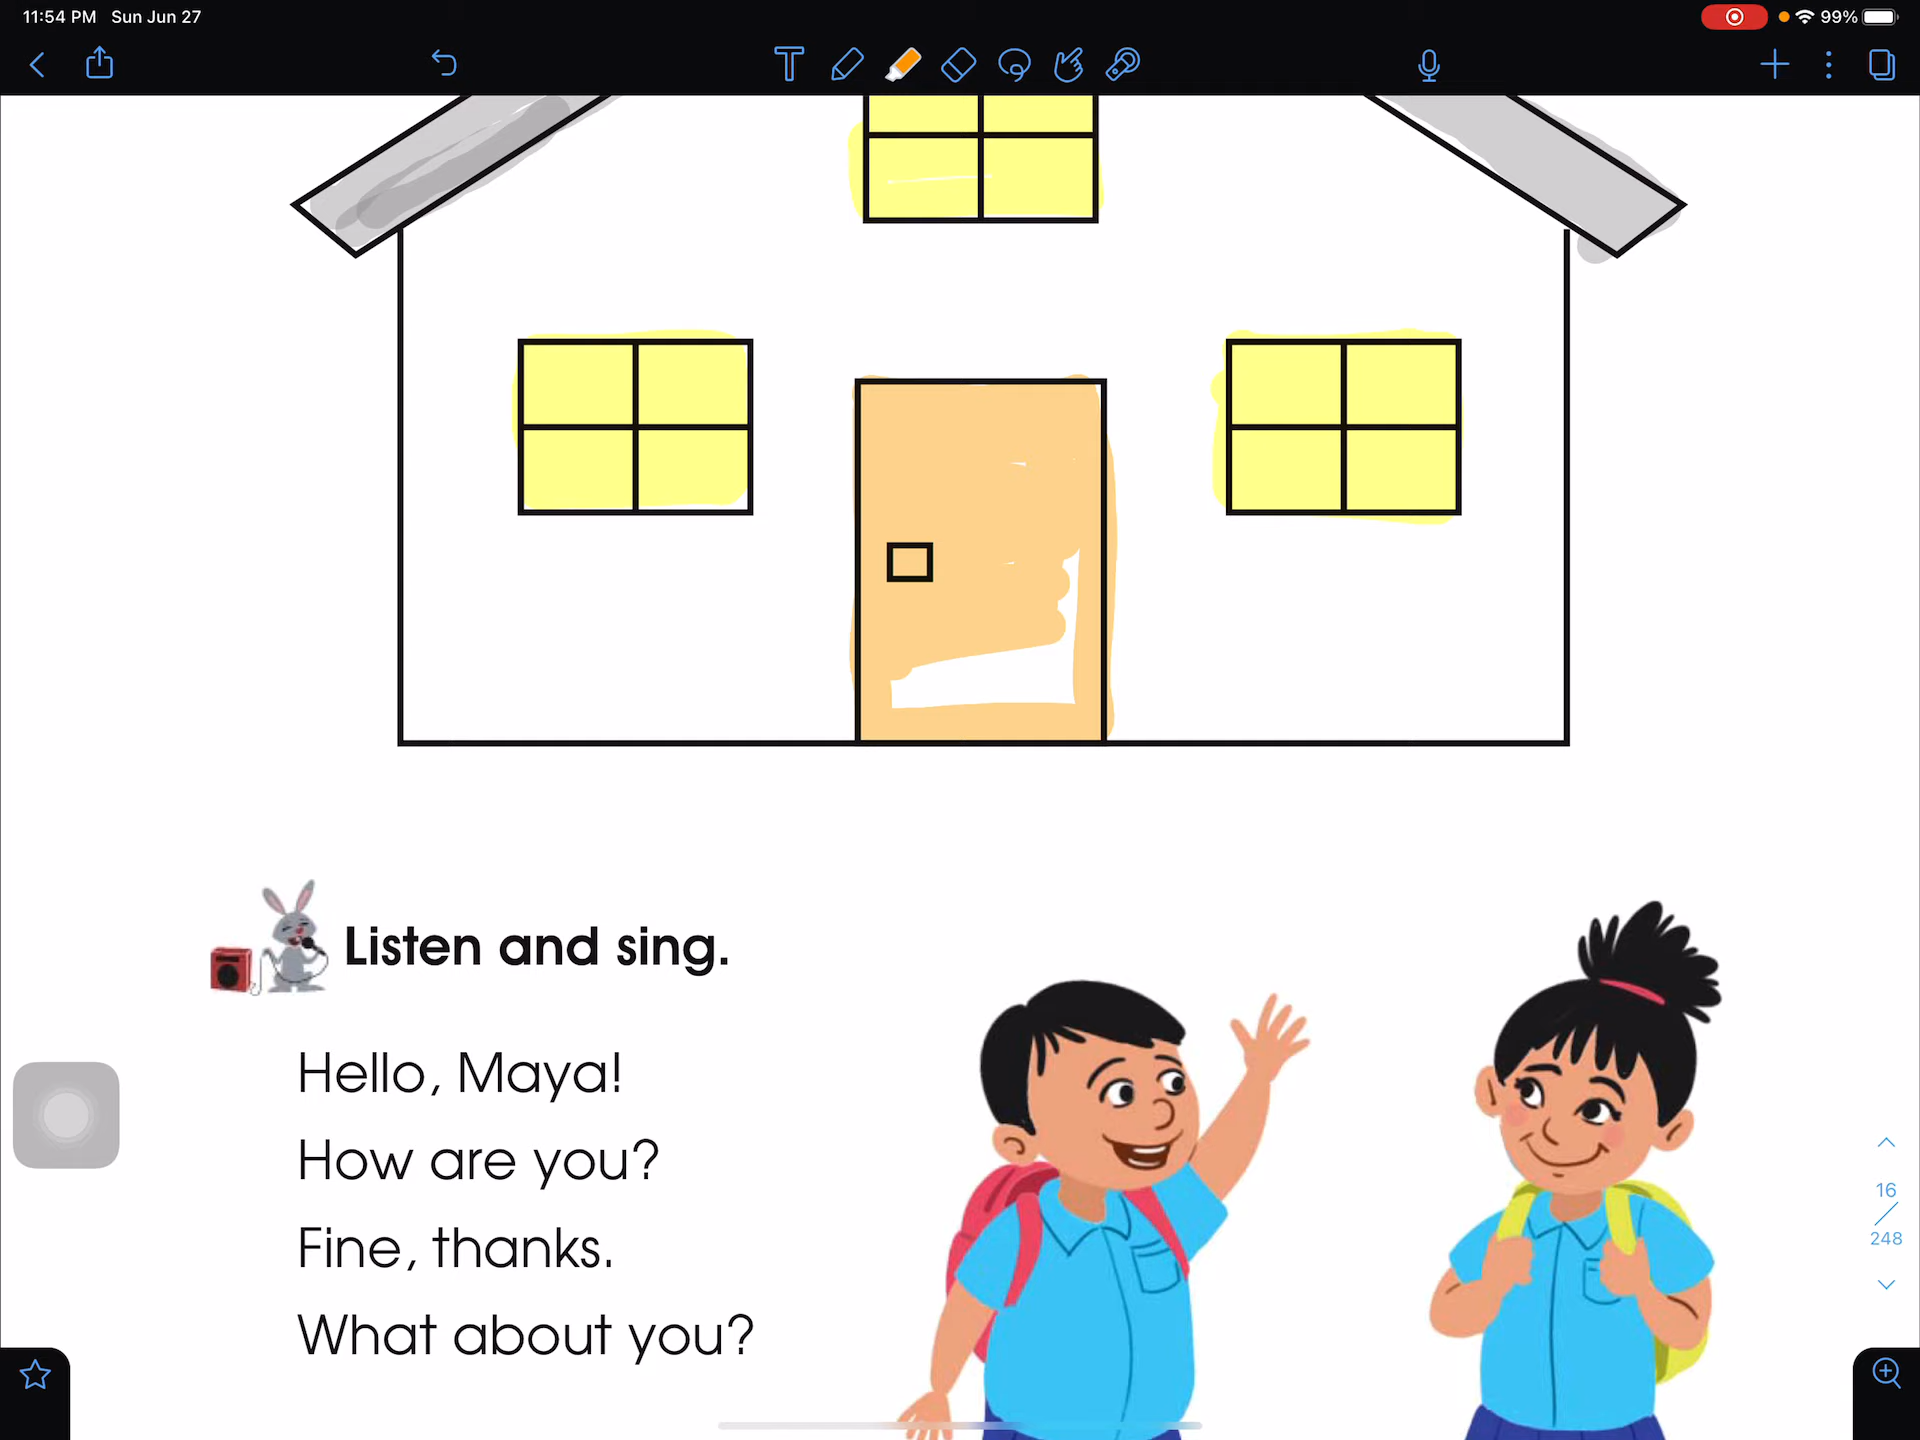 11:54 PM Sun Jun 27
99%
Listen and sing.
Hello, Maya!
How are you?
Fine, thanks.
What about you?
16
248